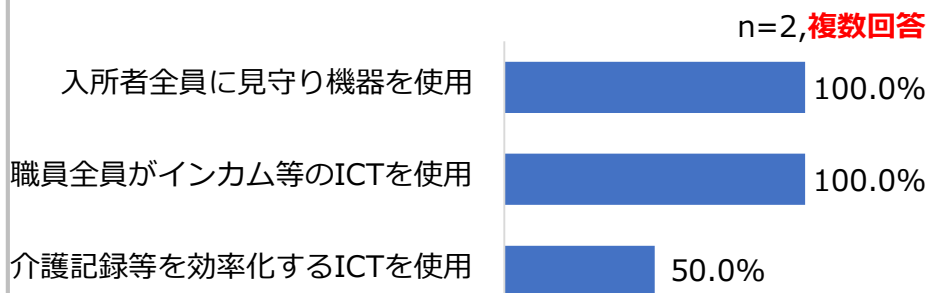 n=2,複数回答
入所者全員に見守り機器を使用 100.0%
職員全員がインカム等のICTを使用 100.0%
介護記録等を効率化するICTを使用 50.0%